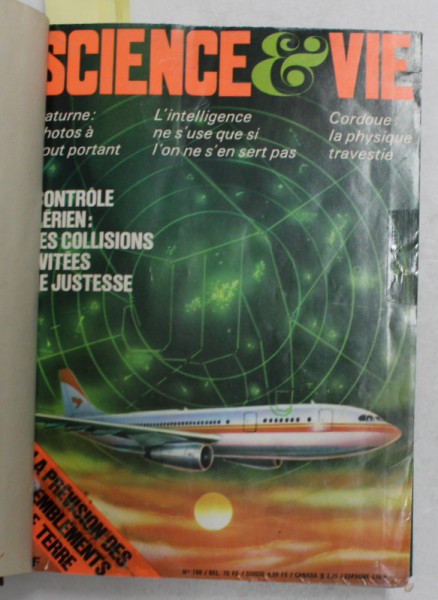 SCIENCE & VIE
aturne:
hotos à
out portant
L'intelligence
ne s'use que si
l'on ne s'en sert pas
Cordoue:
la physique
travestie
CONTRÔLE
AÉRIEN:
ES COLLISIONS
VITÉES
E JUSTESSE
LA PRÉVISION DES
EMBLEMENTS
E TERRE
F